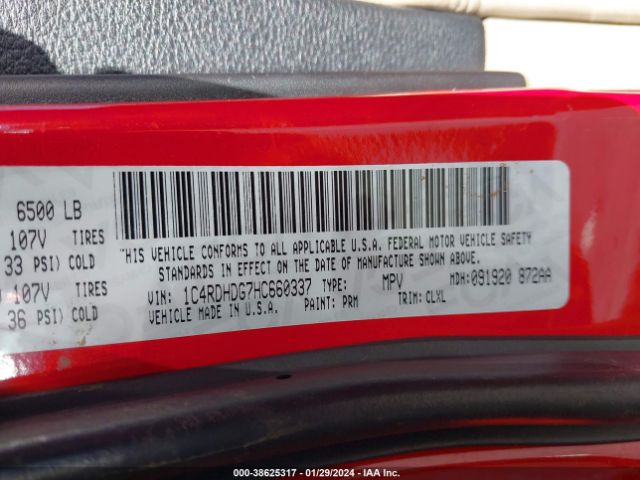 6500 LB
107V TIRES
33 PSI) COLD
107V TIRES
36 PSI) COLD
"HIS VEHICLE CONFORMS TO ALL APPLICABLE U.S.A. FEDERAL MOTOR VEHICLE SAFETY
STANDARDS IN EFFECT ON THE DATE OF MANUFACTURE SHOWN ABOVE.
VIN: 1C4RDHDG7HC660337 TYPE: MPV MDH:091920 872AA
VEHICLE MADE IN U.S.A. PAINT: PRM TRIM: CLXL
000-38625317 - 01/29/2024 - IAA Inc.